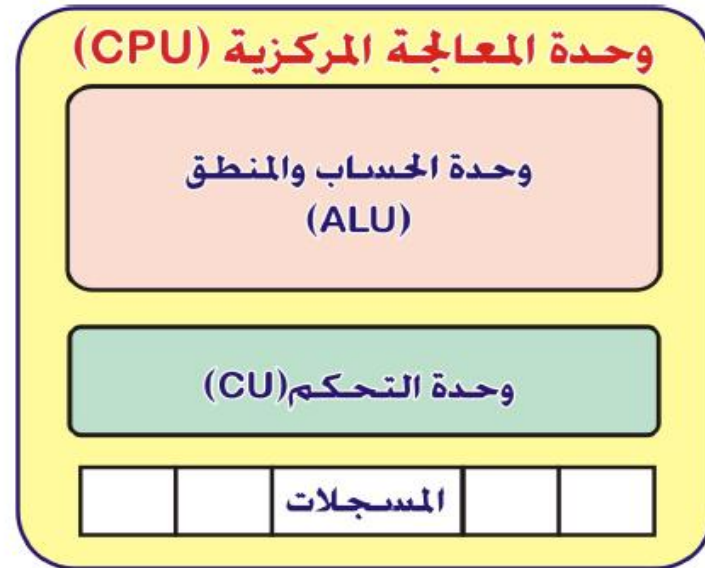 وحدة المعالجة المركزية (CPU)
وحدة الحساب والمنطق
(ALU)
وحدة التحكم(CU)
المسجلات